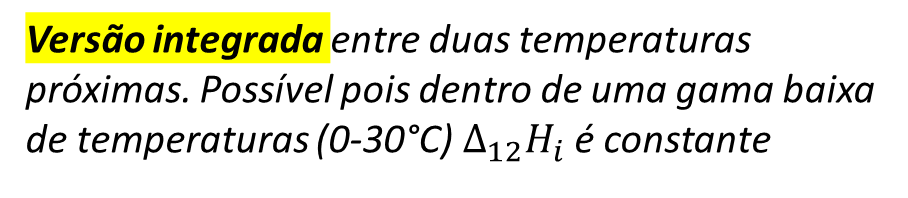 Versão integrada entre duas temperaturas
próximas. Possível pois dentro de uma gama baixa
de temperaturas (0-30°C) Δ₁₂Hᵢ é constante